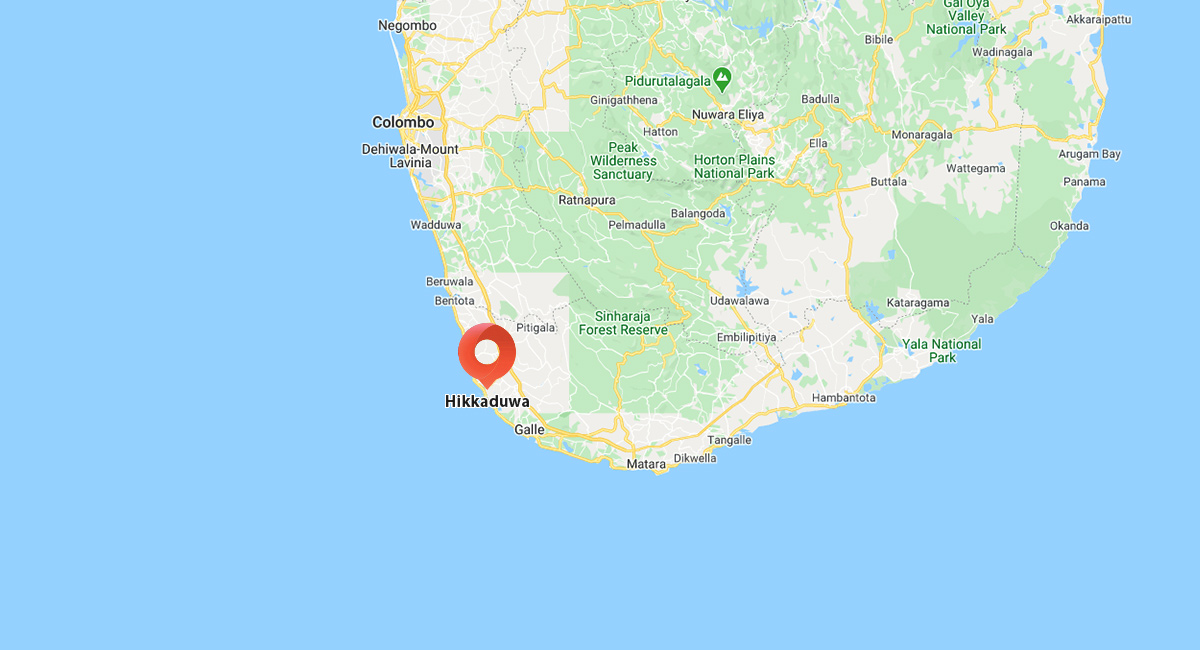 Gal Oya
Valley
National Park
Akkaraipattu
Negombo
Bibile
Wadinagala
Pidurutalagala
Ginigathhena
Badulla
Nuwara Eliya
Colombo
Hatton
Monaragala
Ella
Dehiwala-Mount
Lavinia
Peak
Wilderness
Sanctuary
Horton Plains
National Park
Arugam Bay
Wattegama
Buttala
Panama
Ratnapura
Balangoda
Wadduwa
Pelmadulla
Okanda
Beruwala
Bentota
Udawalawa
Kataragama
Pitigala
Sinharaja
Forest Reserve
Yala
Embilipitiya
Yala National
Park
Hikkaduwa
Hambantota
Galle
Tangalle
Matara
Dikwella